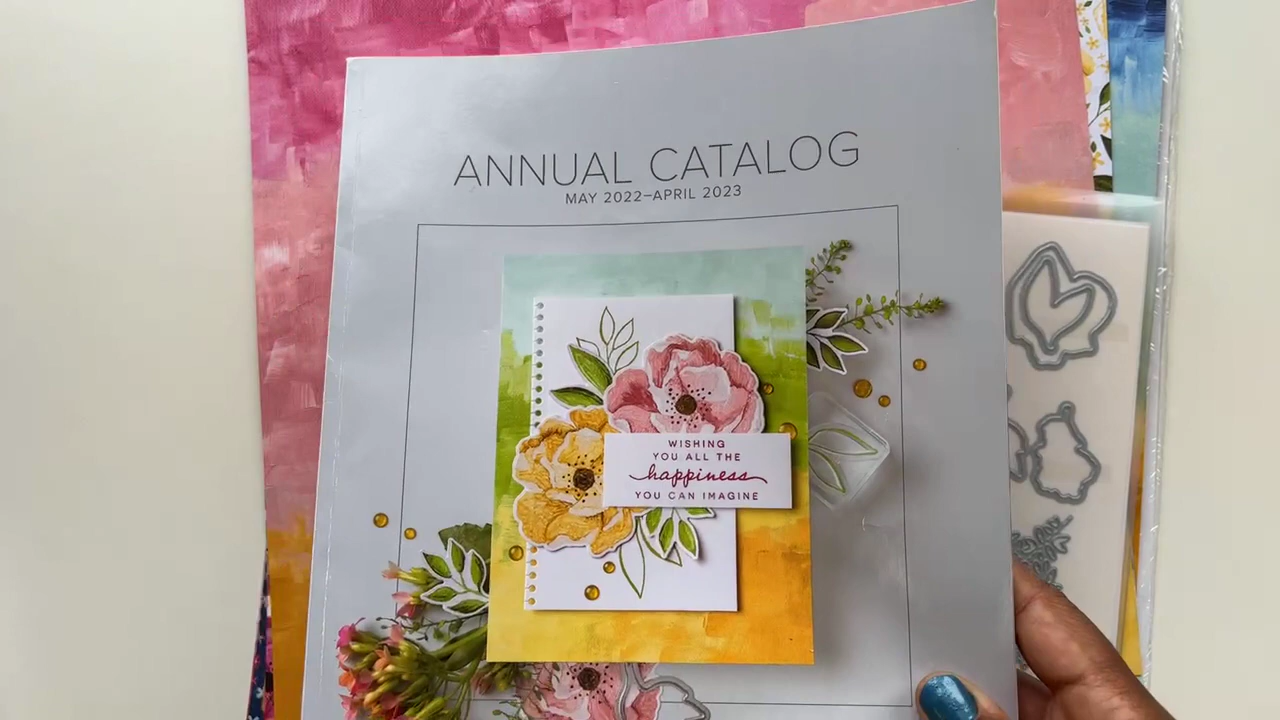 ANNUAL CATALOG
MAY 2022–APRIL 2023
WISHING
YOU ALL THE
happiness
YOU CAN IMAGINE